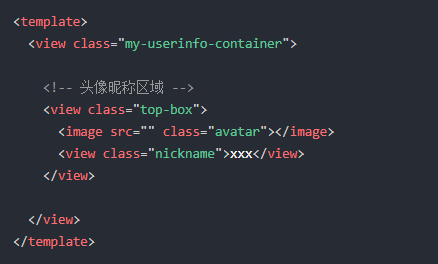 <template>
<view class="my-userinfo-container">
<!-- 头像昵称区域 -->
<view class="top-box">
<image src="" class="avatar"></image>
<view class="nickname">xxx</view>
</view>
</view>
</template>